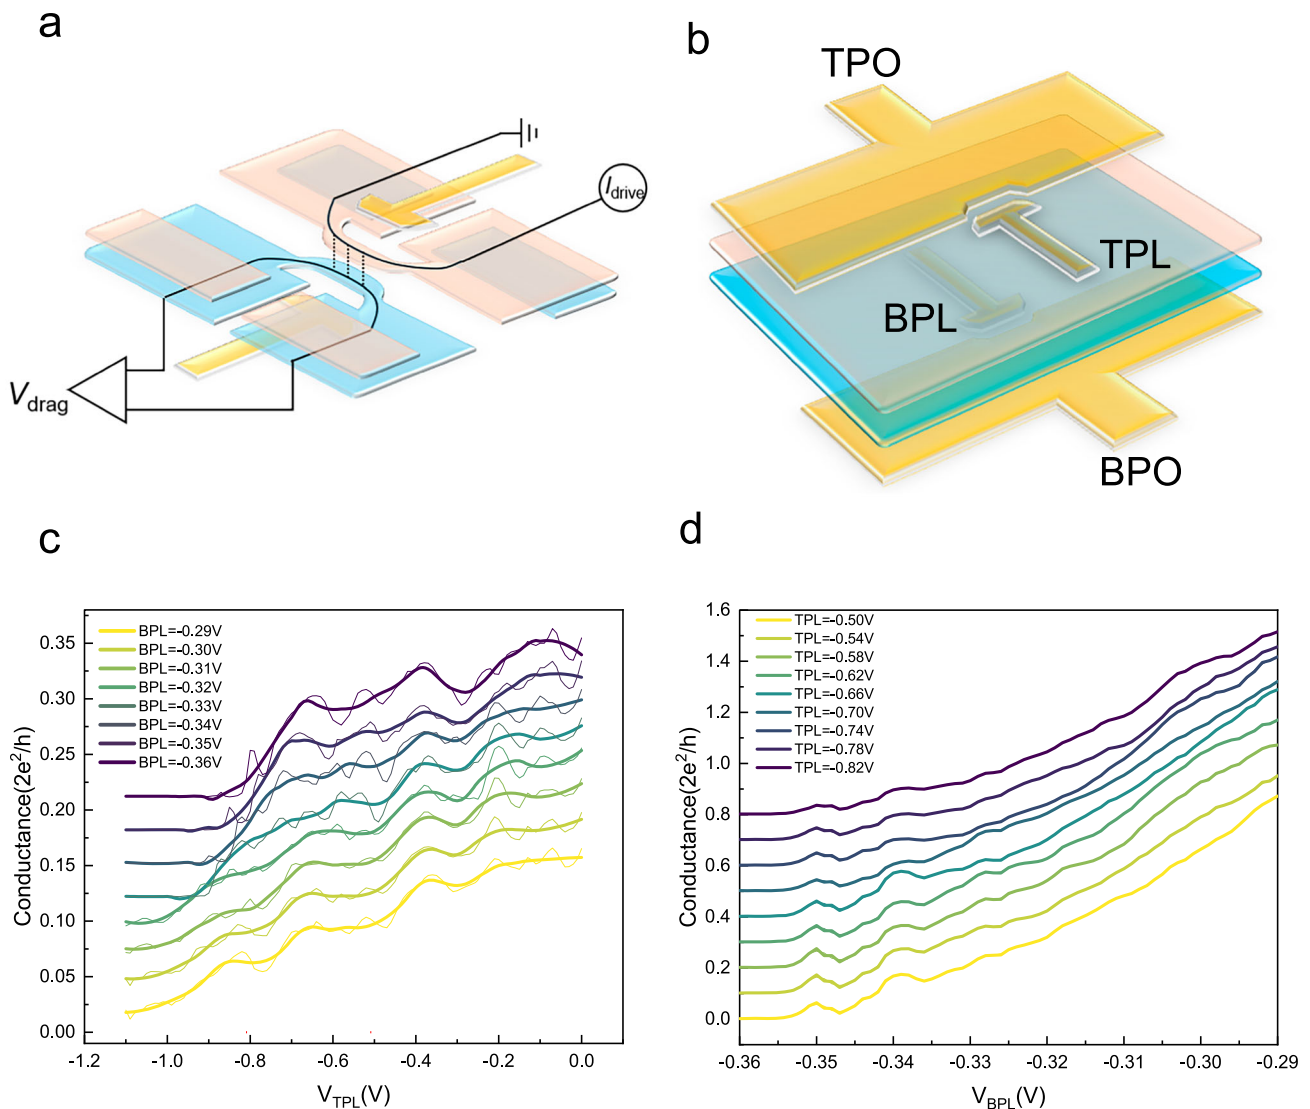 a
b
TPO
I_drive
TPL
BPL
V_drag
BPO
c
d
Conductance(2e²/h)
0.35
0.30
0.25
0.20
0.15
0.10
0.05
0.00
BPL=-0.29V
BPL=-0.30V
BPL=-0.31V
BPL=-0.32V
BPL=-0.33V
BPL=-0.34V
BPL=-0.35V
BPL=-0.36V
-1.2 -1.0 -0.8 -0.6 -0.4 -0.2 0.0
V_TPL(V)
Conductance(2e²/h)
1.6
1.4
1.2
1.0
0.8
0.6
0.4
0.2
0.0
TPL=-0.50V
TPL=-0.54V
TPL=-0.58V
TPL=-0.62V
TPL=-0.66V
TPL=-0.70V
TPL=-0.74V
TPL=-0.78V
TPL=-0.82V
-0.36 -0.35 -0.34 -0.33 -0.32 -0.31 -0.30 -0.29
V_BPL(V)